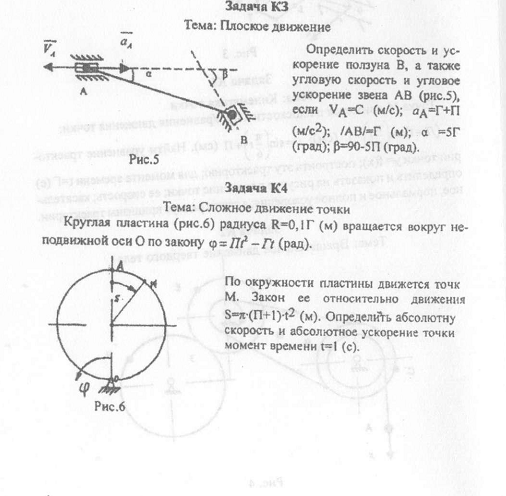 Задача К3
Тема: Плоское движение
V_A
a_A
α
β
A
B
Рис.5
Определить скорость и ус-
корение ползуна В, а также
угловую скорость и угловое
ускорение звена АВ (рис.5),
если V_A=С (м/с); a_A=Г+П
(м/с²); /АВ/=Г (м); α =5Г
(град); β=90-5П (град).
Задача К4
Тема: Сложное движение точки
Круглая пластина (рис.6) радиуса R=0,1Г (м) вращается вокруг не-
подвижной оси О по закону φ = Пt² – Гt (рад).
A
м
S
O
φ
Рис.6
По окружности пластины движется точк
М. Закон ее относительно движения
S=π·(П+1)·t² (м). Определить абсолютну
скорость и абсолютное ускорение точки
момент времени t=1 (с).